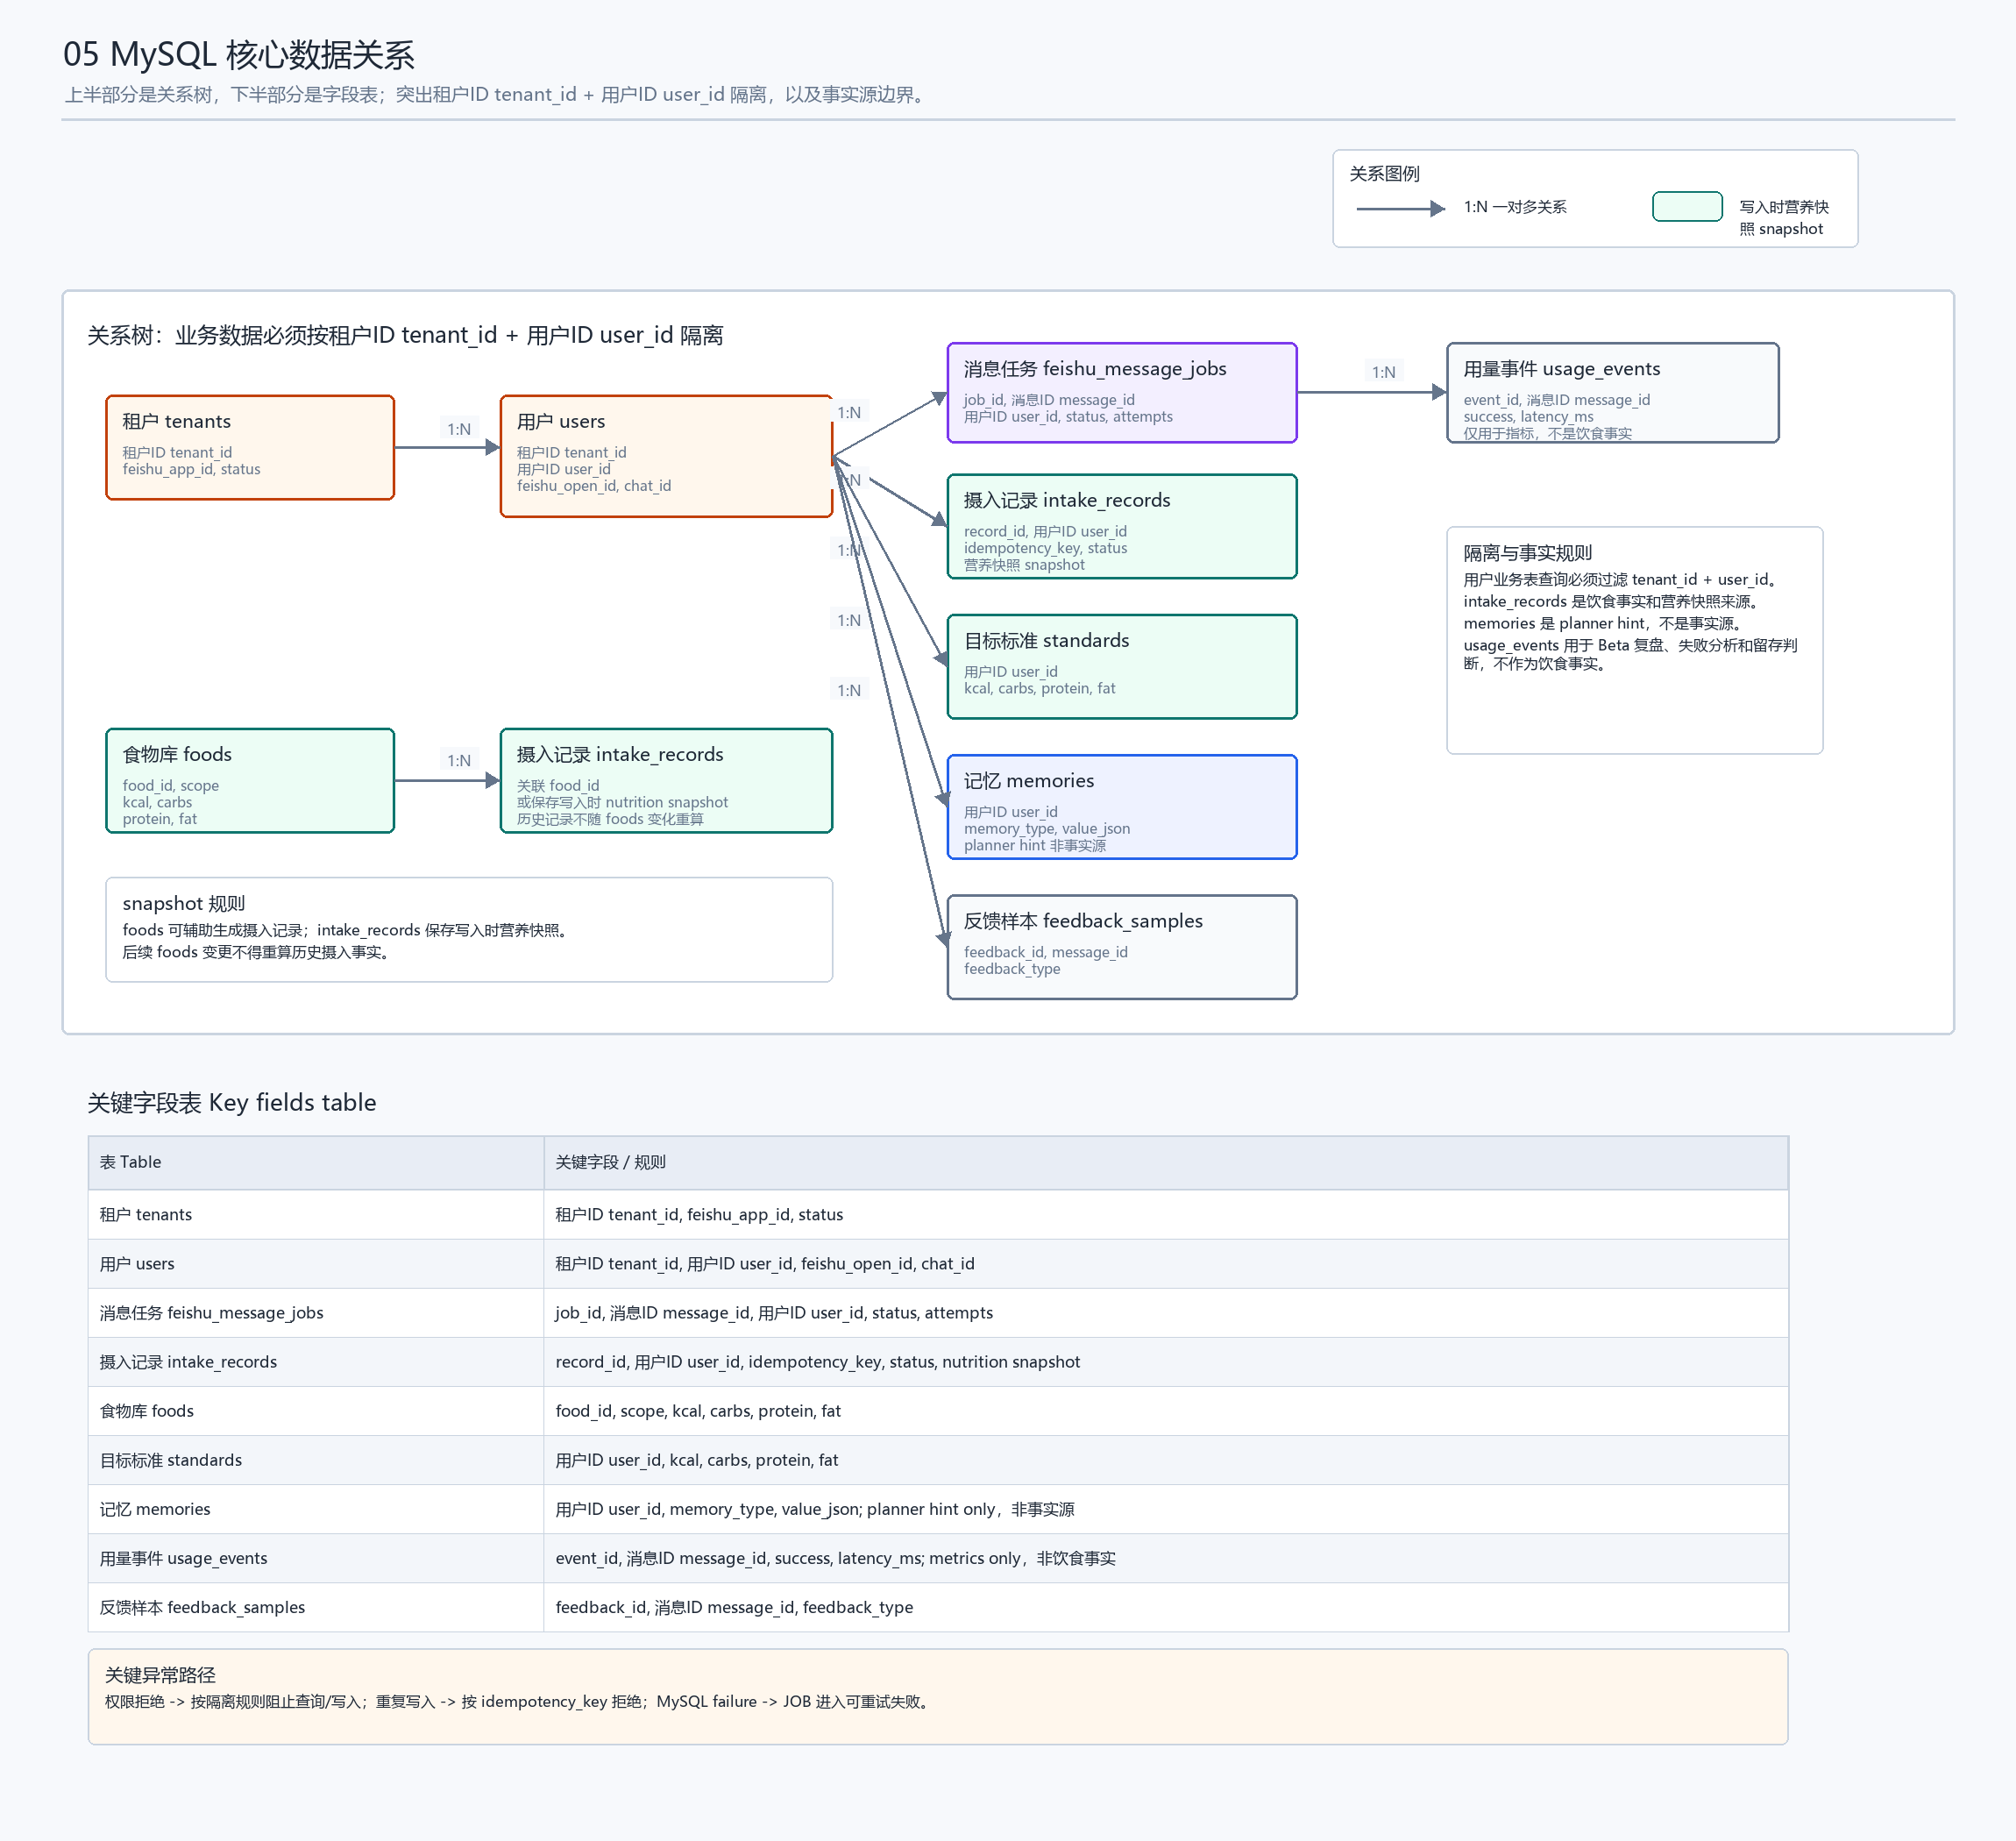 05 MySQL 核心数据关系
上半部分是关系树，下半部分是字段表；突出租户ID tenant_id + 用户ID user_id 隔离，以及事实源边界。
关系图例
1:N 一对多关系
写入时营养快
照 snapshot
关系树：业务数据必须按租户ID tenant_id + 用户ID user_id 隔离
租户 tenants
租户ID tenant_id
feishu_app_id, status
1:N
用户 users
租户ID tenant_id
用户ID user_id
feishu_open_id, chat_id
1:N
:N
1:N
1:N
1:N
消息任务 feishu_message_jobs
job_id, 消息ID message_id
用户ID user_id, status, attempts
1:N
用量事件 usage_events
event_id, 消息ID message_id
success, latency_ms
仅用于指标，不是饮食事实
摄入记录 intake_records
record_id, 用户ID user_id
idempotency_key, status
营养快照 snapshot
目标标准 standards
用户ID user_id
kcal, carbs, protein, fat
记忆 memories
用户ID user_id
memory_type, value_json
planner hint 非事实源
反馈样本 feedback_samples
feedback_id, message_id
feedback_type
隔离与事实规则
用户业务表查询必须过滤 tenant_id + user_id。
intake_records 是饮食事实和营养快照来源。
memories 是 planner hint，不是事实源。
usage_events 用于 Beta 复盘、失败分析和留存判
断，不作为饮食事实。
食物库 foods
food_id, scope
kcal, carbs
protein, fat
1:N
摄入记录 intake_records
关联 food_id
或保存写入时 nutrition snapshot
历史记录不随 foods 变化重算
snapshot 规则
foods 可辅助生成摄入记录；intake_records 保存写入时营养快照。
后续 foods 变更不得重算历史摄入事实。
关键字段表 Key fields table
表 Table
关键字段 / 规则
租户 tenants
租户ID tenant_id, feishu_app_id, status
用户 users
租户ID tenant_id, 用户ID user_id, feishu_open_id, chat_id
消息任务 feishu_message_jobs
job_id, 消息ID message_id, 用户ID user_id, status, attempts
摄入记录 intake_records
record_id, 用户ID user_id, idempotency_key, status, nutrition snapshot
食物库 foods
food_id, scope, kcal, carbs, protein, fat
目标标准 standards
用户ID user_id, kcal, carbs, protein, fat
记忆 memories
用户ID user_id, memory_type, value_json; planner hint only，非事实源
用量事件 usage_events
event_id, 消息ID message_id, success, latency_ms; metrics only，非饮食事实
反馈样本 feedback_samples
feedback_id, 消息ID message_id, feedback_type
关键异常路径
权限拒绝 -> 按隔离规则阻止查询/写入；重复写入 -> 按 idempotency_key 拒绝；MySQL failure -> JOB 进入可重试失败。